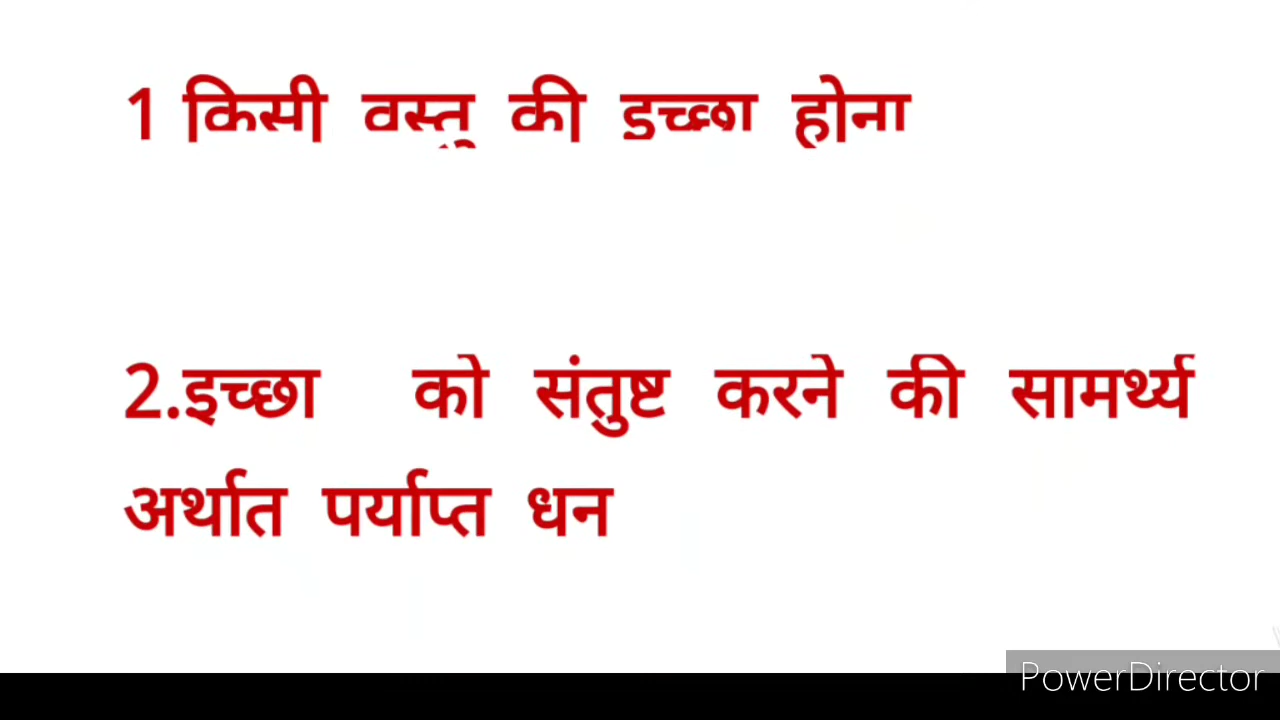 1 किसी वस्तु की इच्छा होना
2.इच्छा को संतुष्ट करने की सामर्थ्य
अर्थात पर्याप्त धन
PowerDirector